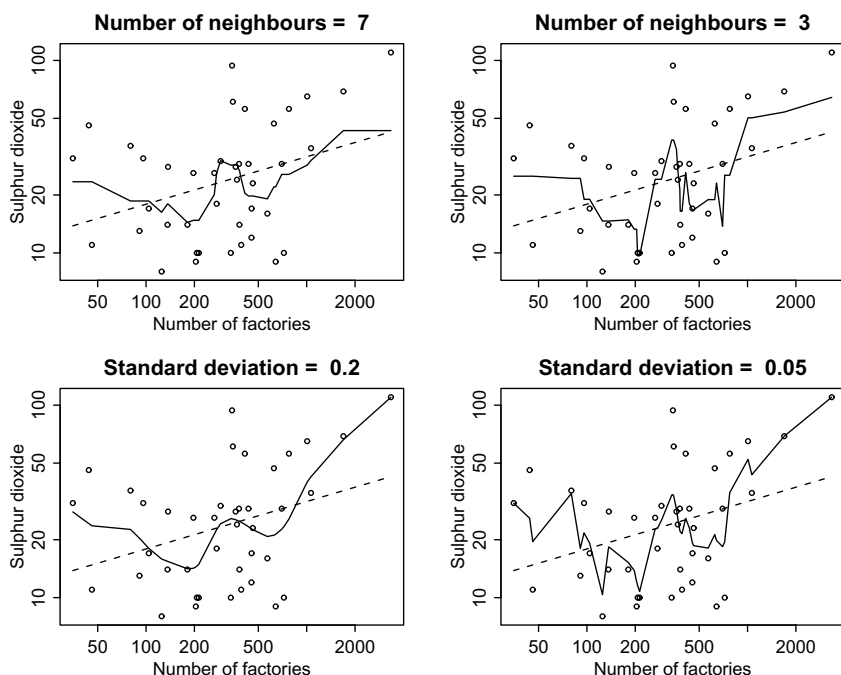 Number of neighbours = 7
Sulphur dioxide
100
50
20
10
50 100 200 500 2000
Number of factories
Number of neighbours = 3
Sulphur dioxide
100
50
20
10
50 100 200 500 2000
Number of factories
Standard deviation = 0.2
Sulphur dioxide
100
50
20
10
50 100 200 500 2000
Number of factories
Standard deviation = 0.05
Sulphur dioxide
100
50
20
10
50 100 200 500 2000
Number of factories